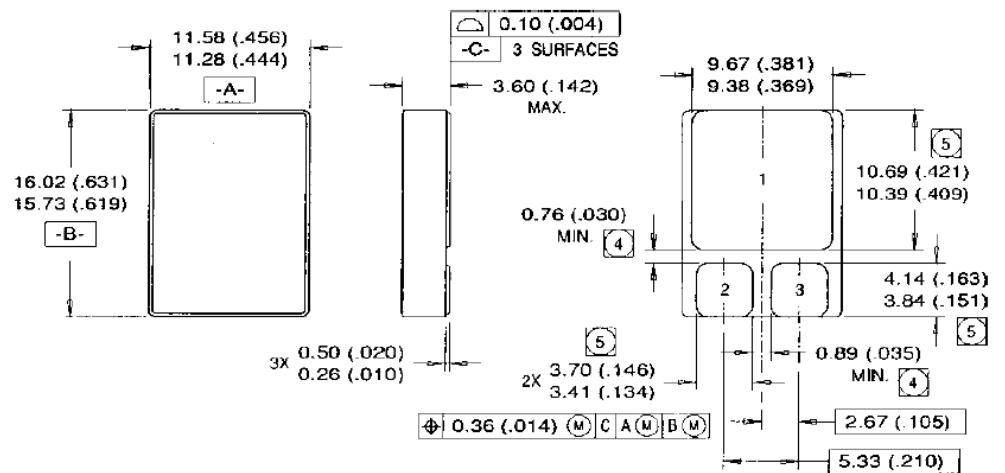 0.10 (.004)
-C- 3 SURFACES
11.58 (.456)
11.28 (.444)
-A-
3.60 (.142)
MAX.
9.67 (.381)
9.38 (.369)
16.02 (.631)
15.73 (.619)
-B-
1
5
10.69 (.421)
10.39 (.409)
0.76 (.030)
MIN. 4
2
3
4.14 (.163)
3.84 (.151)
5
3X 0.50 (.020)
0.26 (.010)
5
2X 3.70 (.146)
3.41 (.134)
0.89 (.035)
MIN. 4
0.36 (.014) Ⓜ C A Ⓜ B Ⓜ
2.67 (.105)
5.33 (.210)